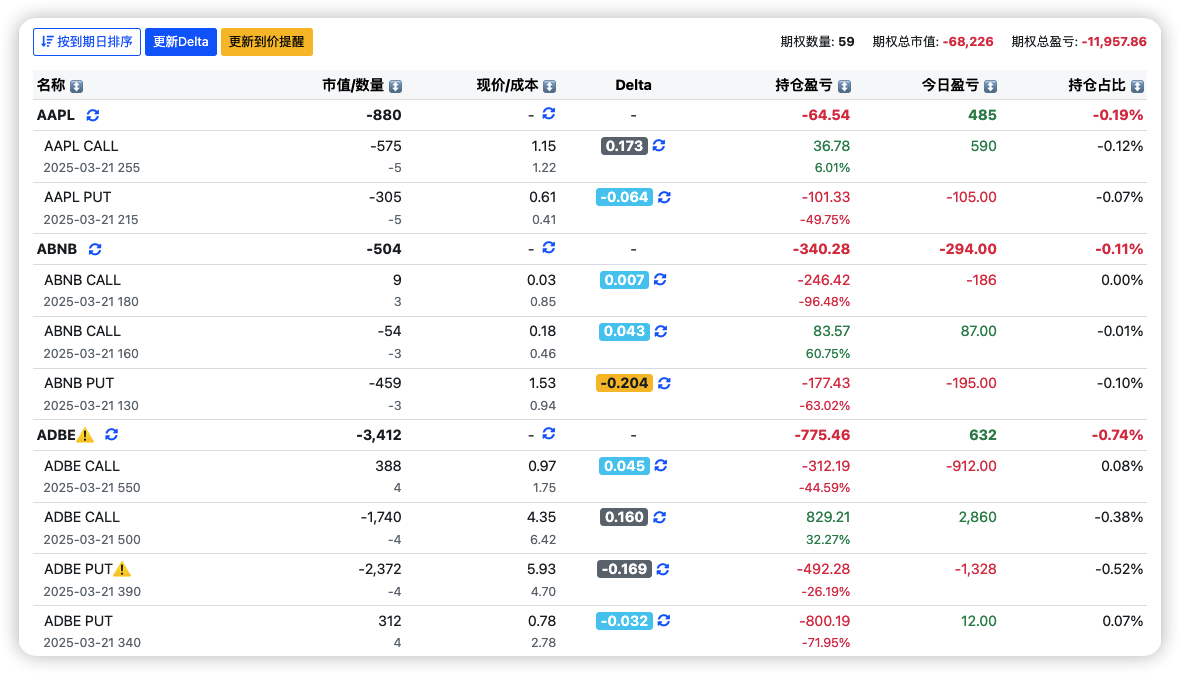 按到期日排序 更新Delta 更新到价提醒 期权数量: 59 期权总市值: -68,226 期权总盈亏: -11,957.86
名称 市值/数量 现价/成本 Delta 持仓盈亏 今日盈亏 持仓占比
AAPL -880 - - -64.54 485 -0.19%
AAPL CALL -575 1.15 0.173 36.78 590 -0.12%
2025-03-21 255 -5 1.22 6.01%
AAPL PUT -305 0.61 -0.064 -101.33 -105.00 -0.07%
2025-03-21 215 -5 0.41 -49.75%
ABNB -504 - - -340.28 -294.00 -0.11%
ABNB CALL 9 0.03 0.007 -246.42 -186 0.00%
2025-03-21 180 3 0.85 -96.48%
ABNB CALL -54 0.18 0.043 83.57 87.00 -0.01%
2025-03-21 160 -3 0.46 60.75%
ABNB PUT -459 1.53 -0.204 -177.43 -195.00 -0.10%
2025-03-21 130 -3 0.94 -63.02%
ADBE⚠️ -3,412 - - -775.46 632 -0.74%
ADBE CALL 388 0.97 0.045 -312.19 -912.00 0.08%
2025-03-21 550 4 1.75 -44.59%
ADBE CALL -1,740 4.35 0.160 829.21 2,860 -0.38%
2025-03-21 500 -4 6.42 32.27%
ADBE PUT⚠️ -2,372 5.93 -0.169 -492.28 -1,328 -0.52%
2025-03-21 390 -4 4.70 -26.19%
ADBE PUT 312 0.78 -0.032 -800.19 12.00 0.07%
2025-03-21 340 4 2.78 -71.95%